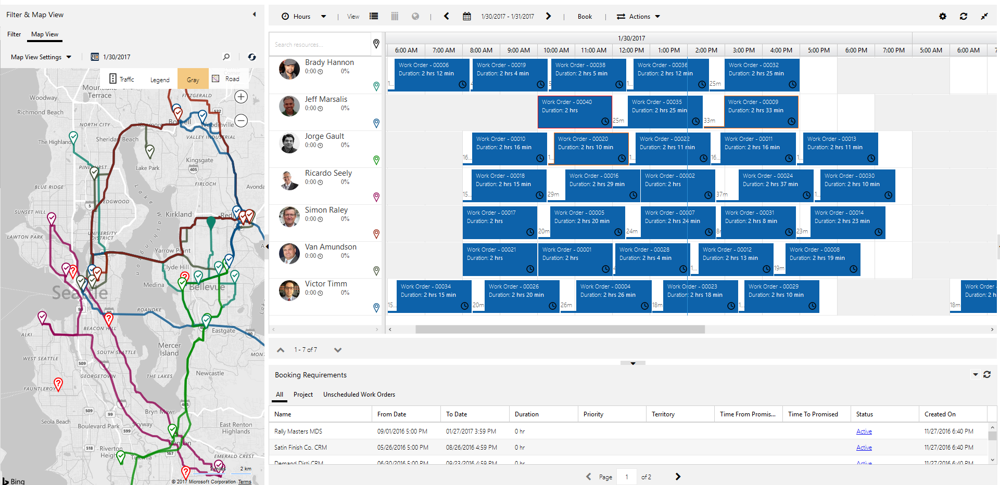 Filter & Map View
Filter
Map View
Map View Settings
1/30/2017
Traffic
Legend
Gray
Road
Mountlake
Terrace
Woodway
FITZGERALD
Richmond Beach
522
NORTH CITY
Woodinville
Sheridan Beach
VALLEY INDUSTRIAL
The Highlands
Kingsgate
Lake Park
405
PINEHURST
FIRLOCH
BLUE RIDGE
Avonda
WEDGWOOD
5
SUNSET HILL
Kirkland
Lake Washington
UNIVERSITY
DISTRICT
LAWTON PARK
Yarrow Point
Clyde Hill
Medina
Bellevue
Seattle
99
90
ROANOKE
BEACON HILL
Eastgate
90
ALKI
Mercer
Island
SOUTH SEATTLE
WEST SEATTLE
509
GEORGETOWN
THE LAKES
Newcastle
FAUNTLEROY
5
405
509
99
Bryn Mawr
Seola Beach
Boulevard Park
Skyway
599
East Renton
Highlands
518
Riverton
Heigh
Renton
167
Tukwila
EMERALD CREST
2 miles
2 km
Bing
© 2017 Microsoft Corporation Terms
Hours
View
1/30/2017 - 1/31/2017
Book
Actions
Search resources...
1/30/2017
6:00 AM 7:00 AM 8:00 AM 9:00 AM 10:00 AM 11:00 AM 12:00 PM 1:00 PM 2:00 PM 3:00 PM 4:00 PM 5:00 PM 6:00 PM 7:00 PM 5:00 AM 6:00 AM 7
Brady Hannon
0:00 0%
Work Order - 00006 Work Order - 00019 Work Order - 00038 Work Order - 00036 Work Order - 00032
Duration: 2 hrs 12 min Duration: 2 hrs 4 min Duration: 2 hrs 5 min Duration: 2 hrs 12 min Duration: 2 hrs 25 min
1... 4 5 1... 25m
Jeff Marsalis
0:00 0%
Work Order - 00040 Work Order - 00035 Work Order - 00009
Duration: 2 hrs Duration: 2 hrs 25 min Duration: 2 hrs 33 min
25m 33m
Jorge Gault
0:00 0%
Work Order - 00010 Work Order - 00020 Work Order - 00022 Work Order - 00011 Work Order - 00013
Duration: 2 hrs 16 min Duration: 2 hrs 10 min Duration: 2 hrs 11 min Duration: 2 hrs 16 min Duration: 2 hrs 11 min
16... 1... 1... 16... 1...
Ricardo Seely
0:00 0%
Work Order - 00018 Work Order - 00016 Work Order - 00002 Work Order - 00024 Work Order - 00030
Duration: 2 hrs 15 min Duration: 2 hrs 29 min Duration: 2 hrs Duration: 2 hrs 37 min Duration: 2 hrs 10 min
15... 29m 37m 1...
Simon Raley
0:00 0%
Work Order - 00017 Work Order - 00005 Work Order - 00007 Work Order - 00031 Work Order - 00014
Duration: 2 hrs Duration: 2 hrs 20 min Duration: 2 hrs 24 min Duration: 2 hrs 8 min Duration: 2 hrs 23 min
20m 24m 8r 23m
Van Amundson
0:00 0%
Work Order - 00021 Work Order - 00001 Work Order - 00028 Work Order - 00012 Work Order - 00008
Duration: 2 hrs Duration: 2 hrs Duration: 2 hrs 4 min Duration: 2 hrs 13 min Duration: 2 hrs 19 min
4 1... 19m
Victor Timm
0:00 0%
Work Order - 00034 Work Order - 00026 Work Order - 00004 Work Order - 00023 Work Order - 00029 Work Or
Duration: 2 hrs 15 min Duration: 2 hrs 20 min Duration: 2 hrs 26 min Duration: 2 hrs 18 min Duration: 2 hrs 10 min Duration: 2 h
15... 20m 26m 18m 1... 18m
1 - 7 of 7
Booking Requirements
All
Project
Unscheduled Work Orders
Name From Date To Date Duration Priority Territory Time From Promis... Time To Promised Status Created On
Rally Masters MDS 09/01/2016 5:00 PM 01/27/2017 3:59 PM 0 hr Active 11/27/2016 6:40 PM
Satin Finish Co. CRM 05/26/2016 5:00 PM 08/26/2016 4:59 PM 0 hr Active 11/27/2016 6:40 PM
Demand Disti CRM 06/30/2016 5:00 PM 09/23/2016 4:59 PM 0 hr Active 11/27/2016 6:40 PM
Page 1 of 2